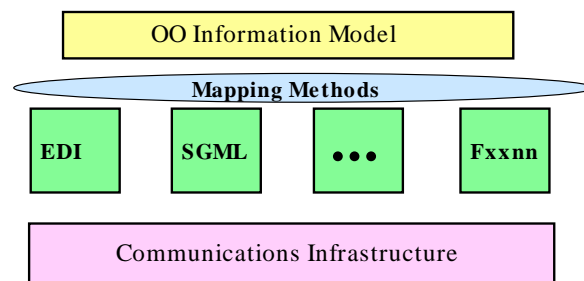 OO Information Model
Mapping Methods
EDI SGML ••• Fxxnn
Communications Infrastructure